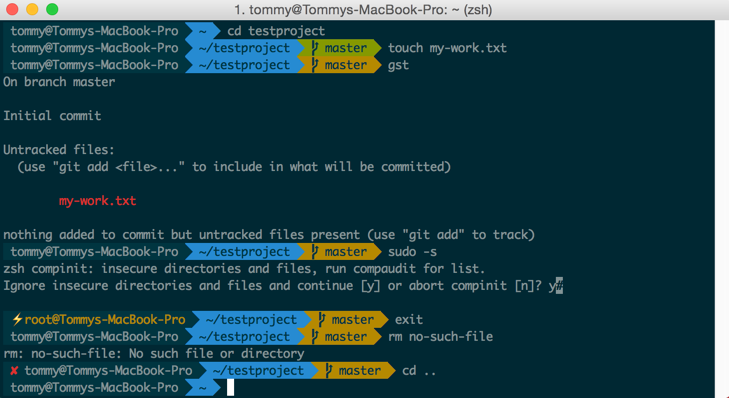 1. tommy@Tommys-MacBook-Pro: ~ (zsh)
tommy@Tommys-MacBook-Pro ~ cd testproject
tommy@Tommys-MacBook-Pro ~/testproject master touch my-work.txt
tommy@Tommys-MacBook-Pro ~/testproject master gst
On branch master
Initial commit
Untracked files:
(use "git add <file>..." to include in what will be committed)
my-work.txt
nothing added to commit but untracked files present (use "git add" to track)
tommy@Tommys-MacBook-Pro ~/testproject master sudo -s
zsh compinit: insecure directories and files, run compaudit for list.
Ignore insecure directories and files and continue [y] or abort compinit [n]? y#
⚡root@Tommys-MacBook-Pro ~/testproject master exit
tommy@Tommys-MacBook-Pro ~/testproject master rm no-such-file
rm: no-such-file: No such file or directory
✘ tommy@Tommys-MacBook-Pro ~/testproject master cd ..
tommy@Tommys-MacBook-Pro ~